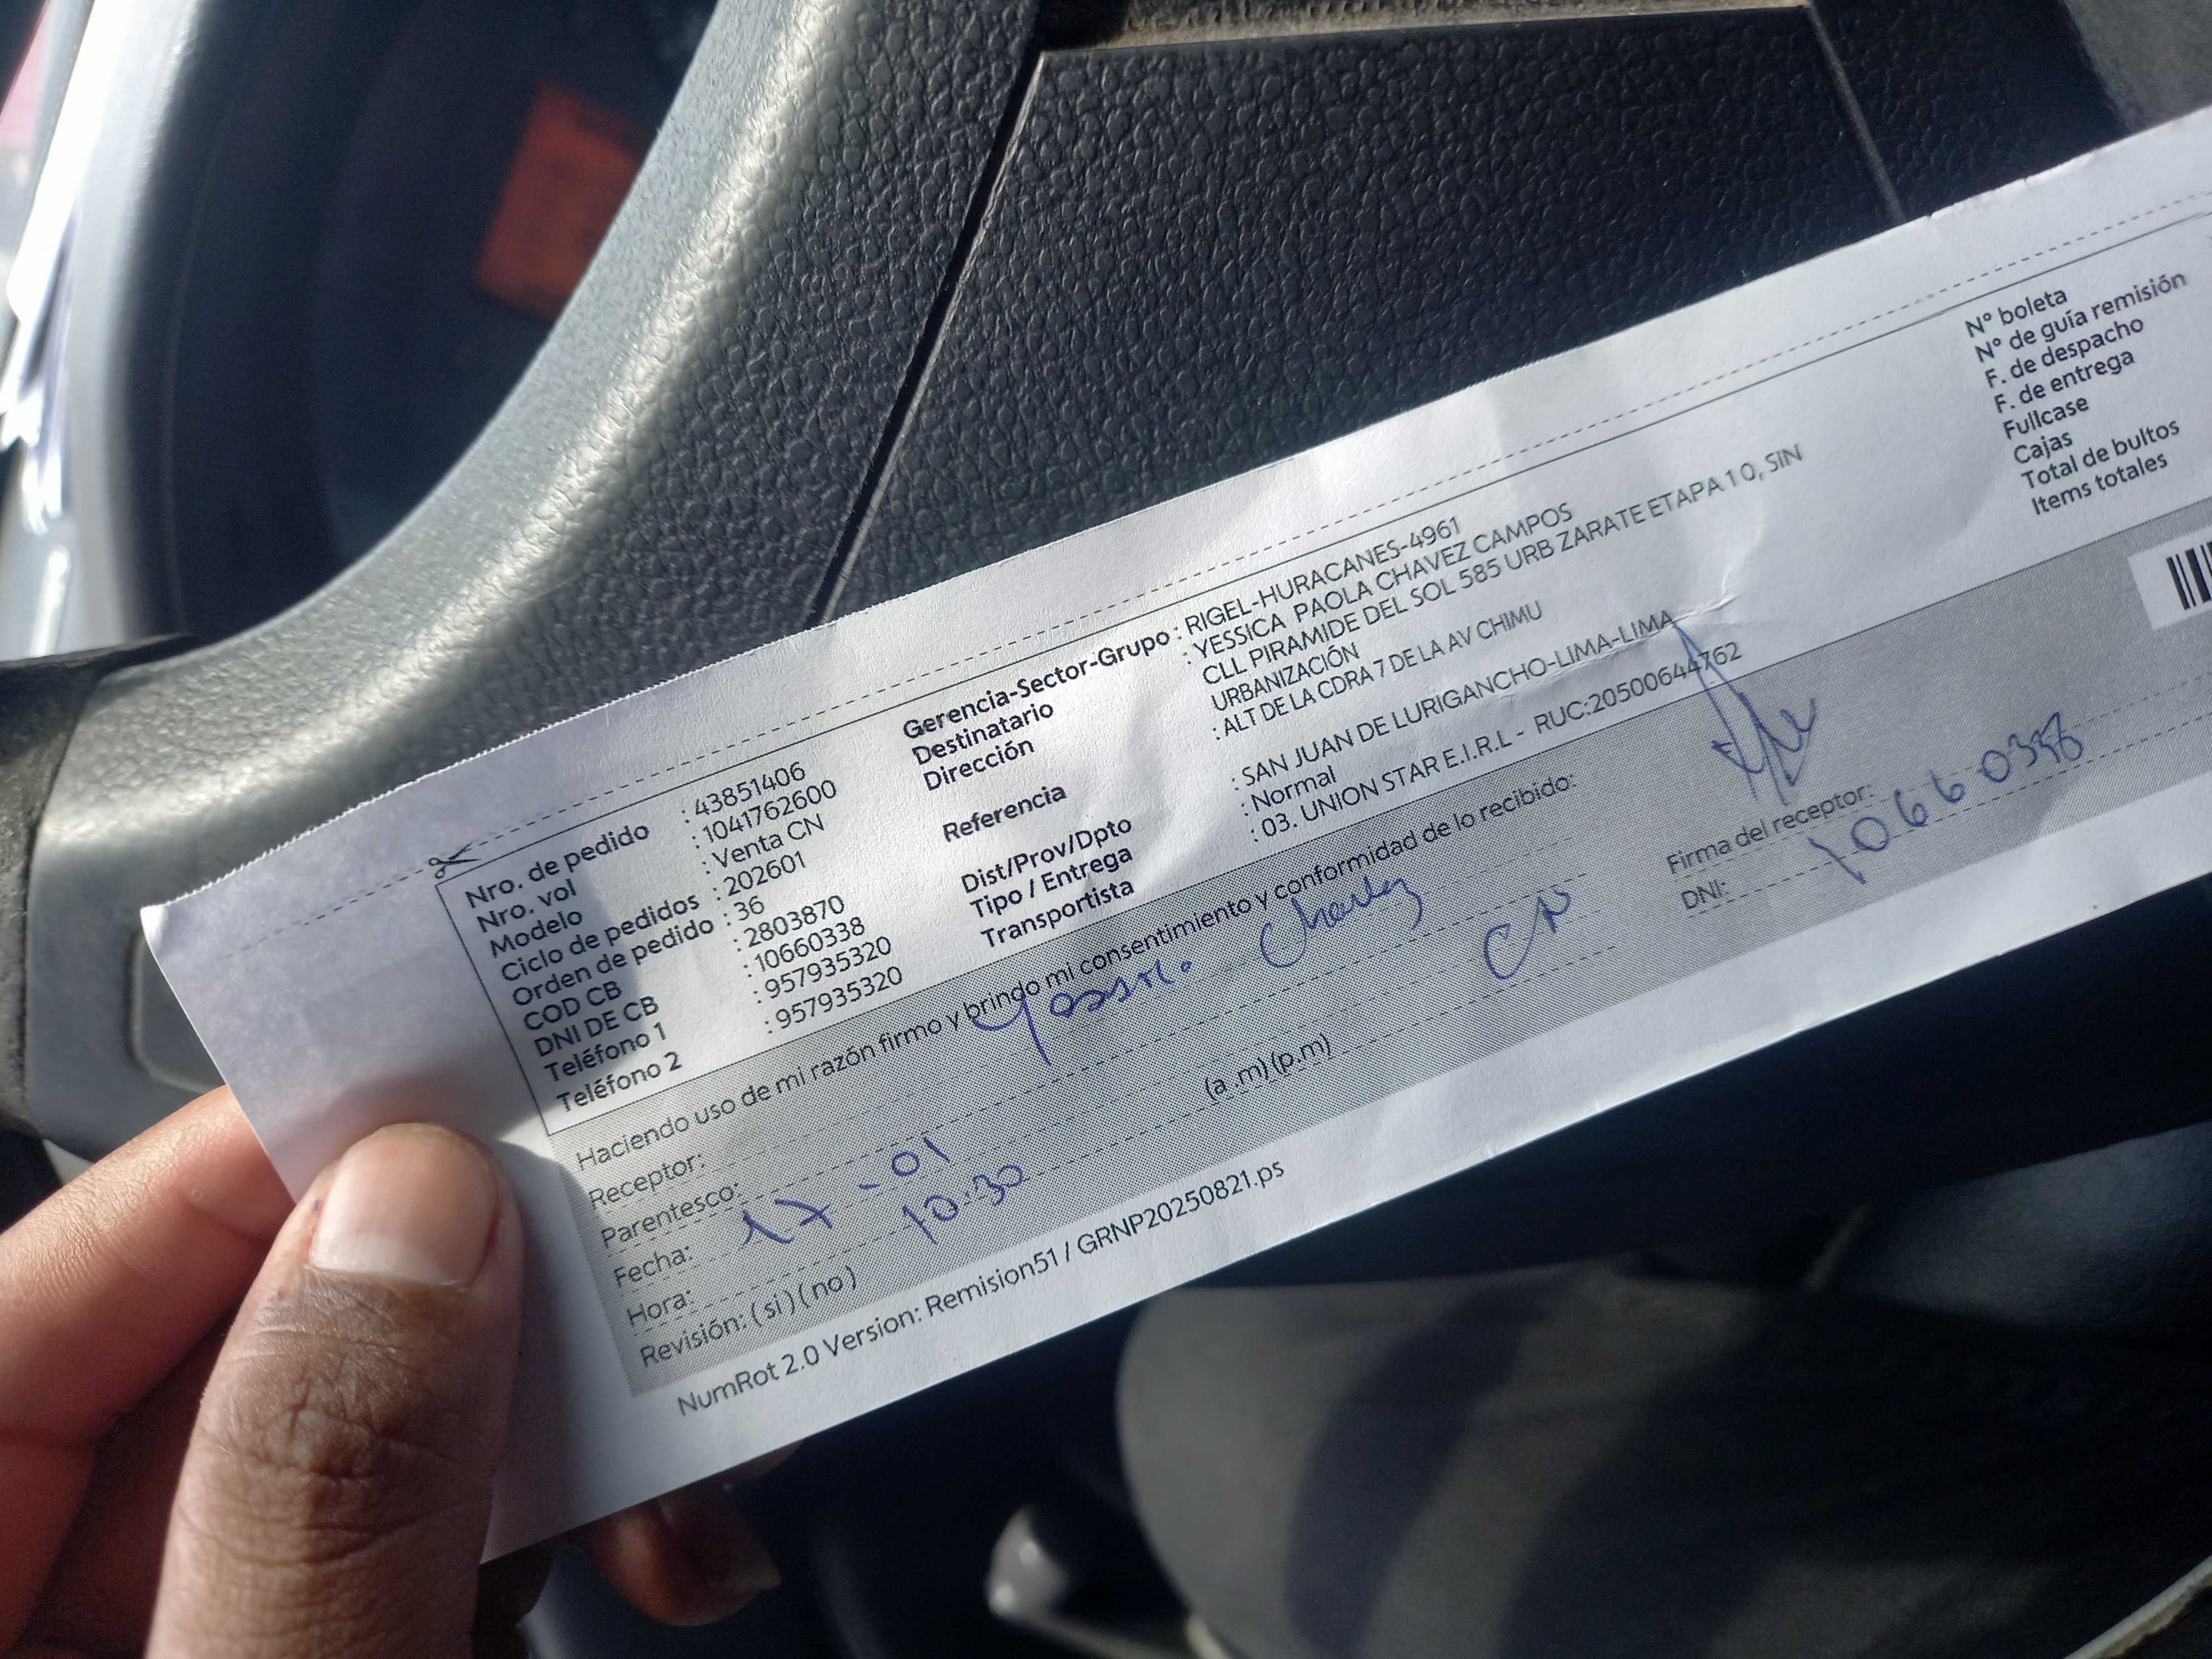 Nro. de pedido : 43851406
Nro. vol : 1041762600
Modelo : Venta CN
Ciclo de pedidos : 202601
Orden de pedido : 36
COD CB : 2803870
DNI DE CB : 10660338
Teléfono 1 : 957935320
Teléfono 2 : 957935320
Gerencia-Sector-Grupo : RIGEL-HURACANES-4961
Destinatario : YESSICA PAOLA CHAVEZ CAMPOS
Dirección CLL PIRAMIDE DEL SOL 585 URB ZARATE ETAPA 1 0, SIN
URBANIZACIÓN
Referencia : ALT DE LA CDRA 7 DE LA AV CHIMU
Dist/Prov/Dpto : SAN JUAN DE LURIGANCHO-LIMA-LIMA
Tipo / Entrega : Normal
Transportista : 03. UNION STAR E.I.R.L - RUC:20500644762
N° boleta
N° de guía remisión
F. de despacho
F. de entrega
Fullcase
Cajas
Total de bultos
Items totales
Haciendo uso de mi razón firmo y brindo mi consentimiento y conformidad de lo recibido:
Receptor: Yessica Chavez
Parentesco: CN
Fecha: 17-01
Hora: 10:30 (a.m)(p.m)
Revisión: (si)(no)
Firma del receptor:
DNI: 10660338
NumRot 2.0 Version: Remision51 / GRNP20250821.ps